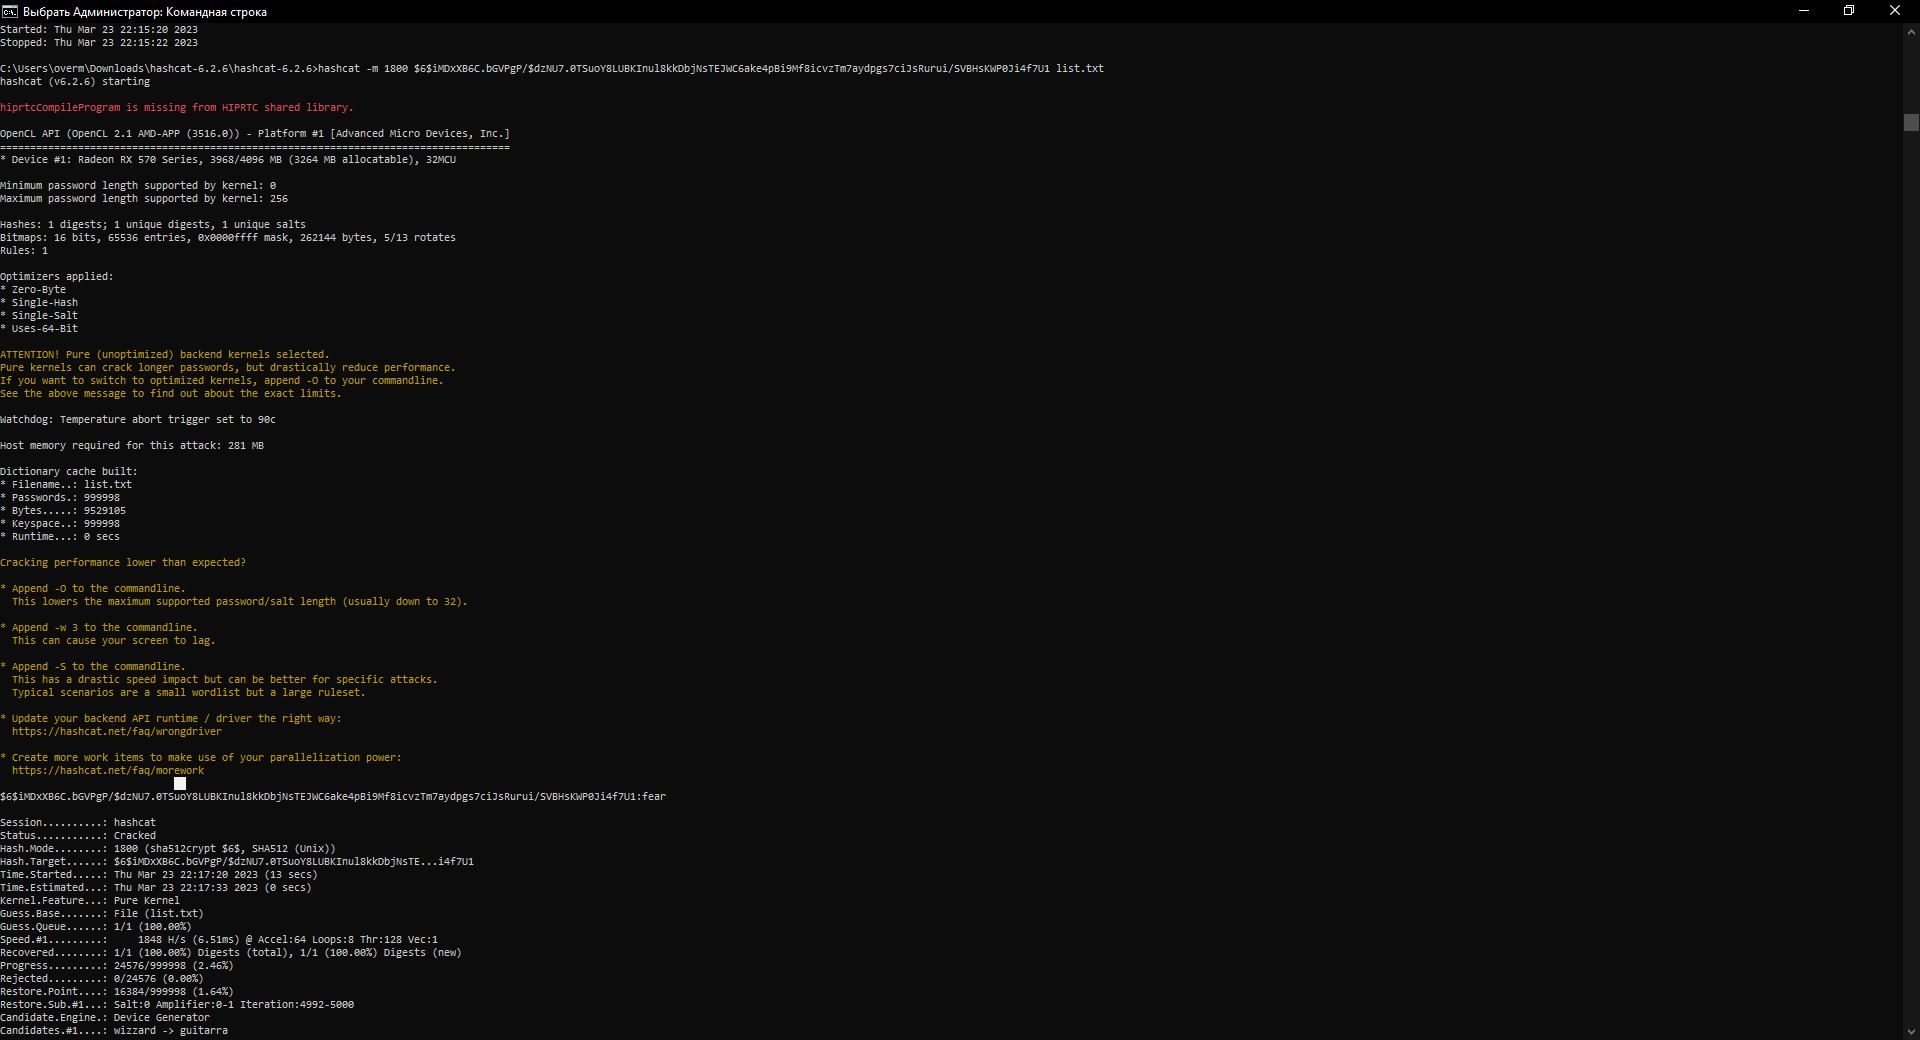 Выбрать Администратор: Командная строка
Started: Thu Mar 23 22:15:20 2023
Stopped: Thu Mar 23 22:15:22 2023
C:\Users\overm\Downloads\hashcat-6.2.6\hashcat-6.2.6>hashcat -m 1800 $6$iMDxXB6C.bGVPgP/$dzNU7.0TSuoY8LUBKInul8kkDbjNsTEJWC6ake4pBi9Mf8icvzTm7aydpgs7ciJsRurui/SVBHsKWP0Ji4f7U1 list.txt
hashcat (v6.2.6) starting
hiprtcCompileProgram is missing from HIPRTC shared library.
OpenCL API (OpenCL 2.1 AMD-APP (3516.0)) - Platform #1 [Advanced Micro Devices, Inc.]
=====================================================================================
* Device #1: Radeon RX 570 Series, 3968/4096 MB (3264 MB allocatable), 32MCU
Minimum password length supported by kernel: 0
Maximum password length supported by kernel: 256
Hashes: 1 digests; 1 unique digests, 1 unique salts
Bitmaps: 16 bits, 65536 entries, 0x0000ffff mask, 262144 bytes, 5/13 rotates
Rules: 1
Optimizers applied:
* Zero-Byte
* Single-Hash
* Single-Salt
* Uses-64-Bit
ATTENTION! Pure (unoptimized) backend kernels selected.
Pure kernels can crack longer passwords, but drastically reduce performance.
If you want to switch to optimized kernels, append -O to your commandline.
See the above message to find out about the exact limits.
Watchdog: Temperature abort trigger set to 90c
Host memory required for this attack: 281 MB
Dictionary cache built:
* Filename..: list.txt
* Passwords.: 999998
* Bytes.....: 9529105
* Keyspace..: 999998
* Runtime...: 0 secs
Cracking performance lower than expected?
* Append -O to the commandline.
This lowers the maximum supported password/salt length (usually down to 32).
* Append -w 3 to the commandline.
This can cause your screen to lag.
* Append -S to the commandline.
This has a drastic speed impact but can be better for specific attacks.
Typical scenarios are a small wordlist but a large ruleset.
* Update your backend API runtime / driver the right way:
https://hashcat.net/faq/wrongdriver
* Create more work items to make use of your parallelization power:
https://hashcat.net/faq/morework
$6$iMDxXB6C.bGVPgP/$dzNU7.0TSuoY8LUBKInul8kkDbjNsTEJWC6ake4pBi9Mf8icvzTm7aydpgs7ciJsRurui/SVBHsKWP0Ji4f7U1:fear
Session..........: hashcat
Status...........: Cracked
Hash.Mode........: 1800 (sha512crypt $6$, SHA512 (Unix))
Hash.Target......: $6$iMDxXB6C.bGVPgP/$dzNU7.0TSuoY8LUBKInul8kkDbjNsTE...i4f7U1
Time.Started.....: Thu Mar 23 22:17:20 2023 (13 secs)
Time.Estimated...: Thu Mar 23 22:17:33 2023 (0 secs)
Kernel.Feature...: Pure Kernel
Guess.Base.......: File (list.txt)
Guess.Queue......: 1/1 (100.00%)
Speed.#1.........:     1848 H/s (6.51ms) @ Accel:64 Loops:8 Thr:128 Vec:1
Recovered........: 1/1 (100.00%) Digests (total), 1/1 (100.00%) Digests (new)
Progress.........: 24576/999998 (2.46%)
Rejected.........: 0/24576 (0.00%)
Restore.Point....: 16384/999998 (1.64%)
Restore.Sub.#1...: Salt:0 Amplifier:0-1 Iteration:4992-5000
Candidate.Engine.: Device Generator
Candidates.#1....: wizzard -> guitarra